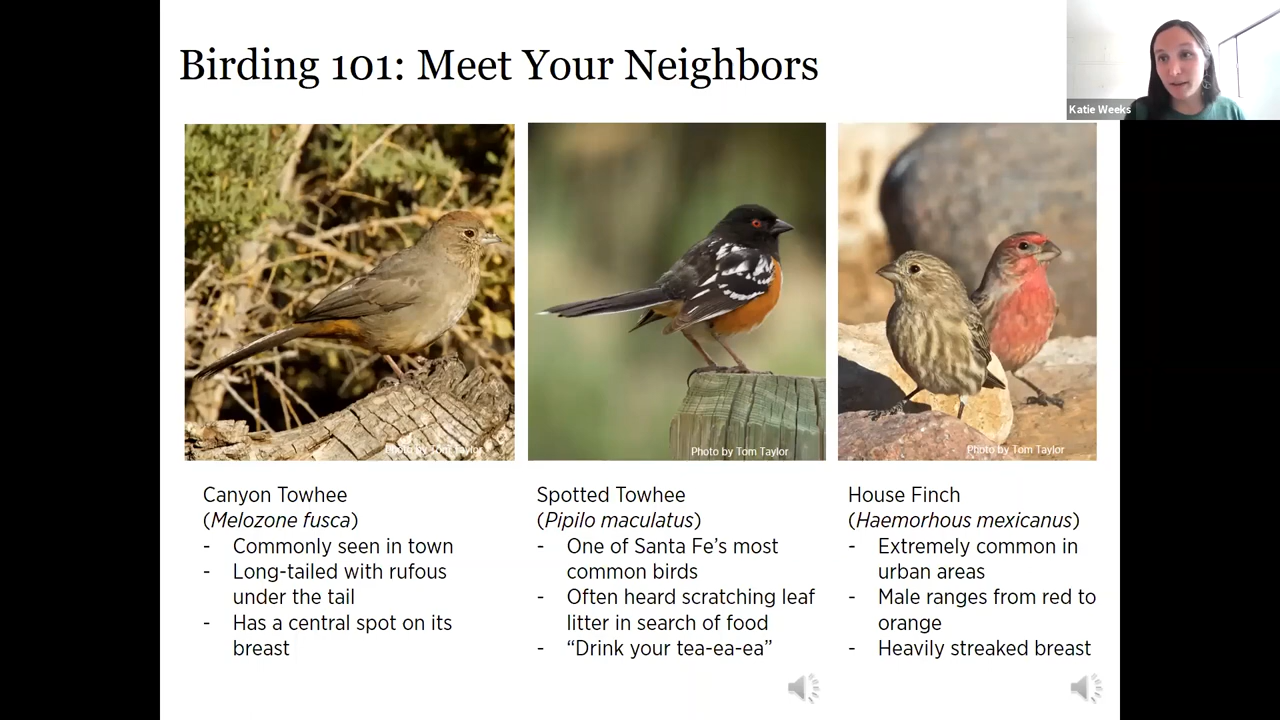 Birding 101: Meet Your Neighbors
Katie Weeks
Photo by Tom Taylor
Photo by Tom Taylor
Photo by Tom Taylor
Canyon Towhee
(Melozone fusca)
- Commonly seen in town
- Long-tailed with rufous
under the tail
- Has a central spot on its
breast
Spotted Towhee
(Pipilo maculatus)
- One of Santa Fe’s most
common birds
- Often heard scratching leaf
litter in search of food
- “Drink your tea-ea-ea”
House Finch
(Haemorhous mexicanus)
- Extremely common in
urban areas
- Male ranges from red to
orange
- Heavily streaked breast